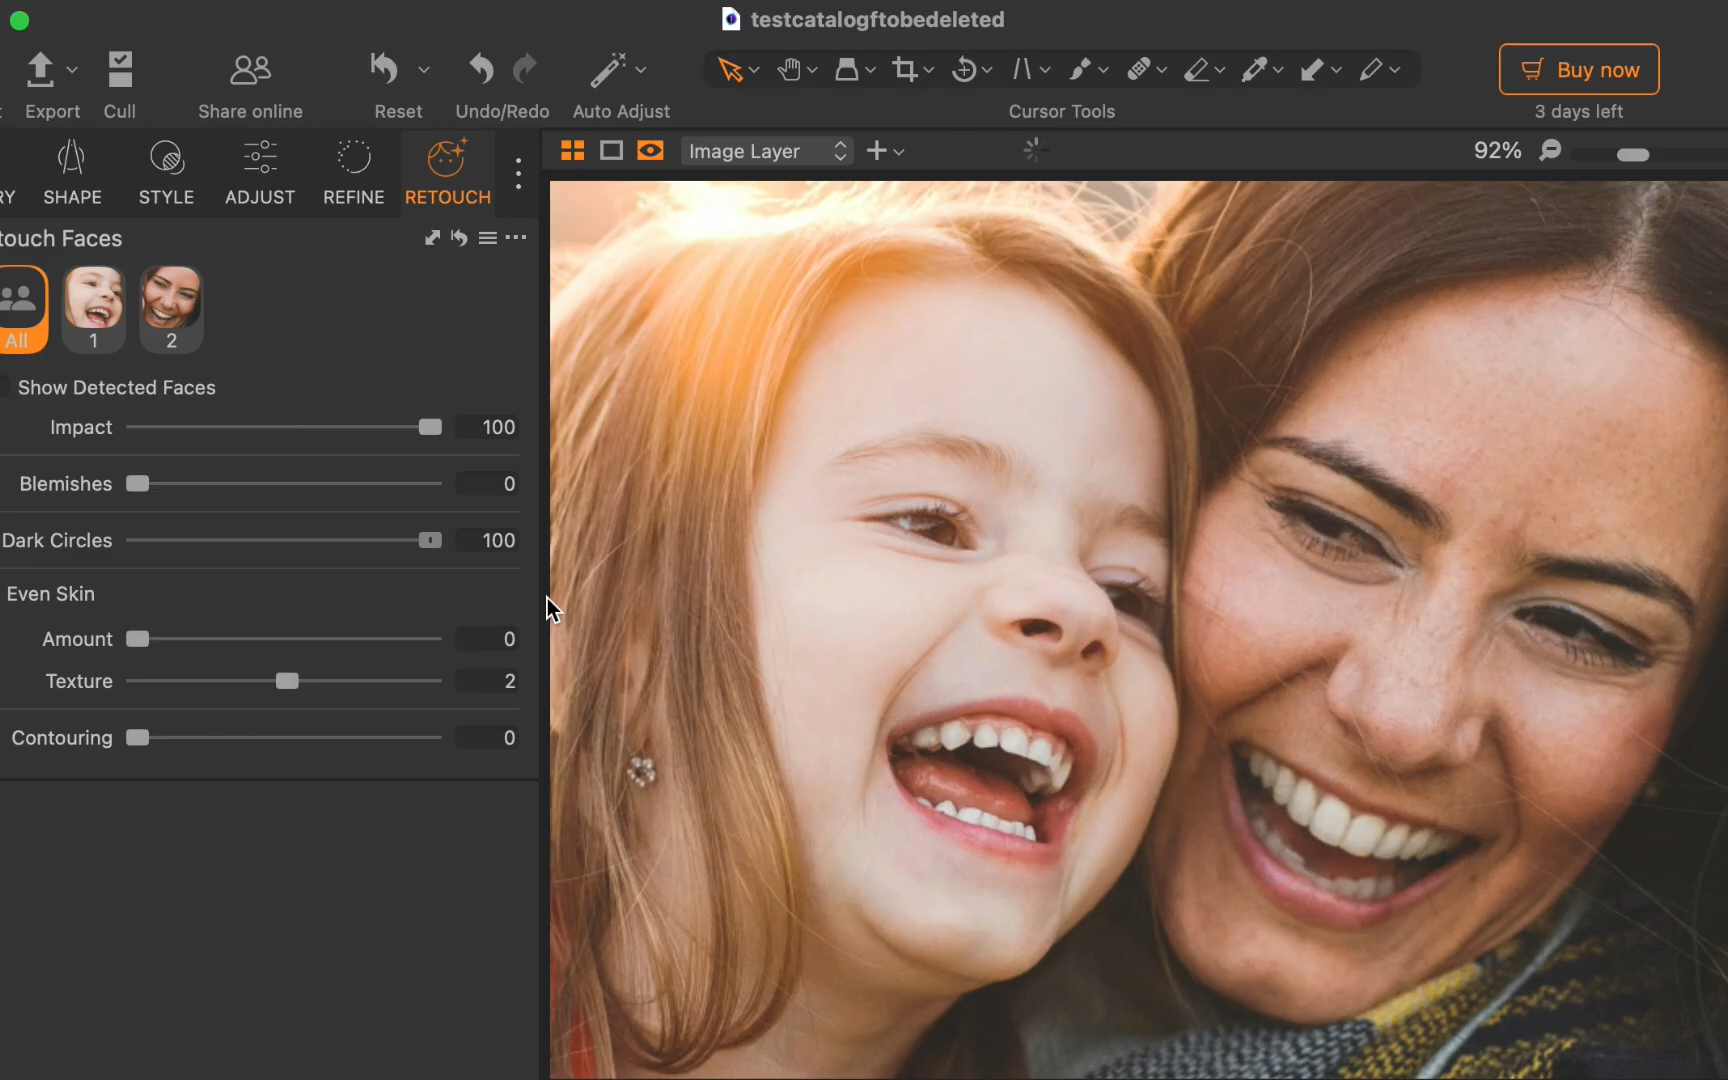 testcatalogftobedeleted
Export
Cull
Share online
Reset
Undo/Redo
Auto Adjust
Cursor Tools
Buy now
3 days left
RY
SHAPE
STYLE
ADJUST
REFINE
RETOUCH
Image Layer
92%
touch Faces
All
1
2
Show Detected Faces
Impact 100
Blemishes 0
Dark Circles 100
Even Skin
Amount 0
Texture 2
Contouring 0